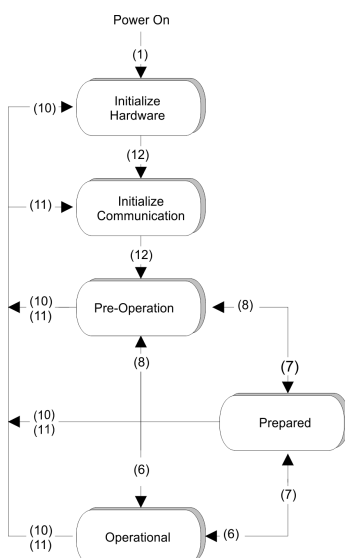 Power On
(1)
Initialize
Hardware
(10)
(12)
Initialize
Communication
(11)
(12)
Pre-Operation
(10)
(11)
(8)
(8)
(7)
Prepared
(10)
(11)
(6)
(7)
Operational
(10)
(11)
(6)